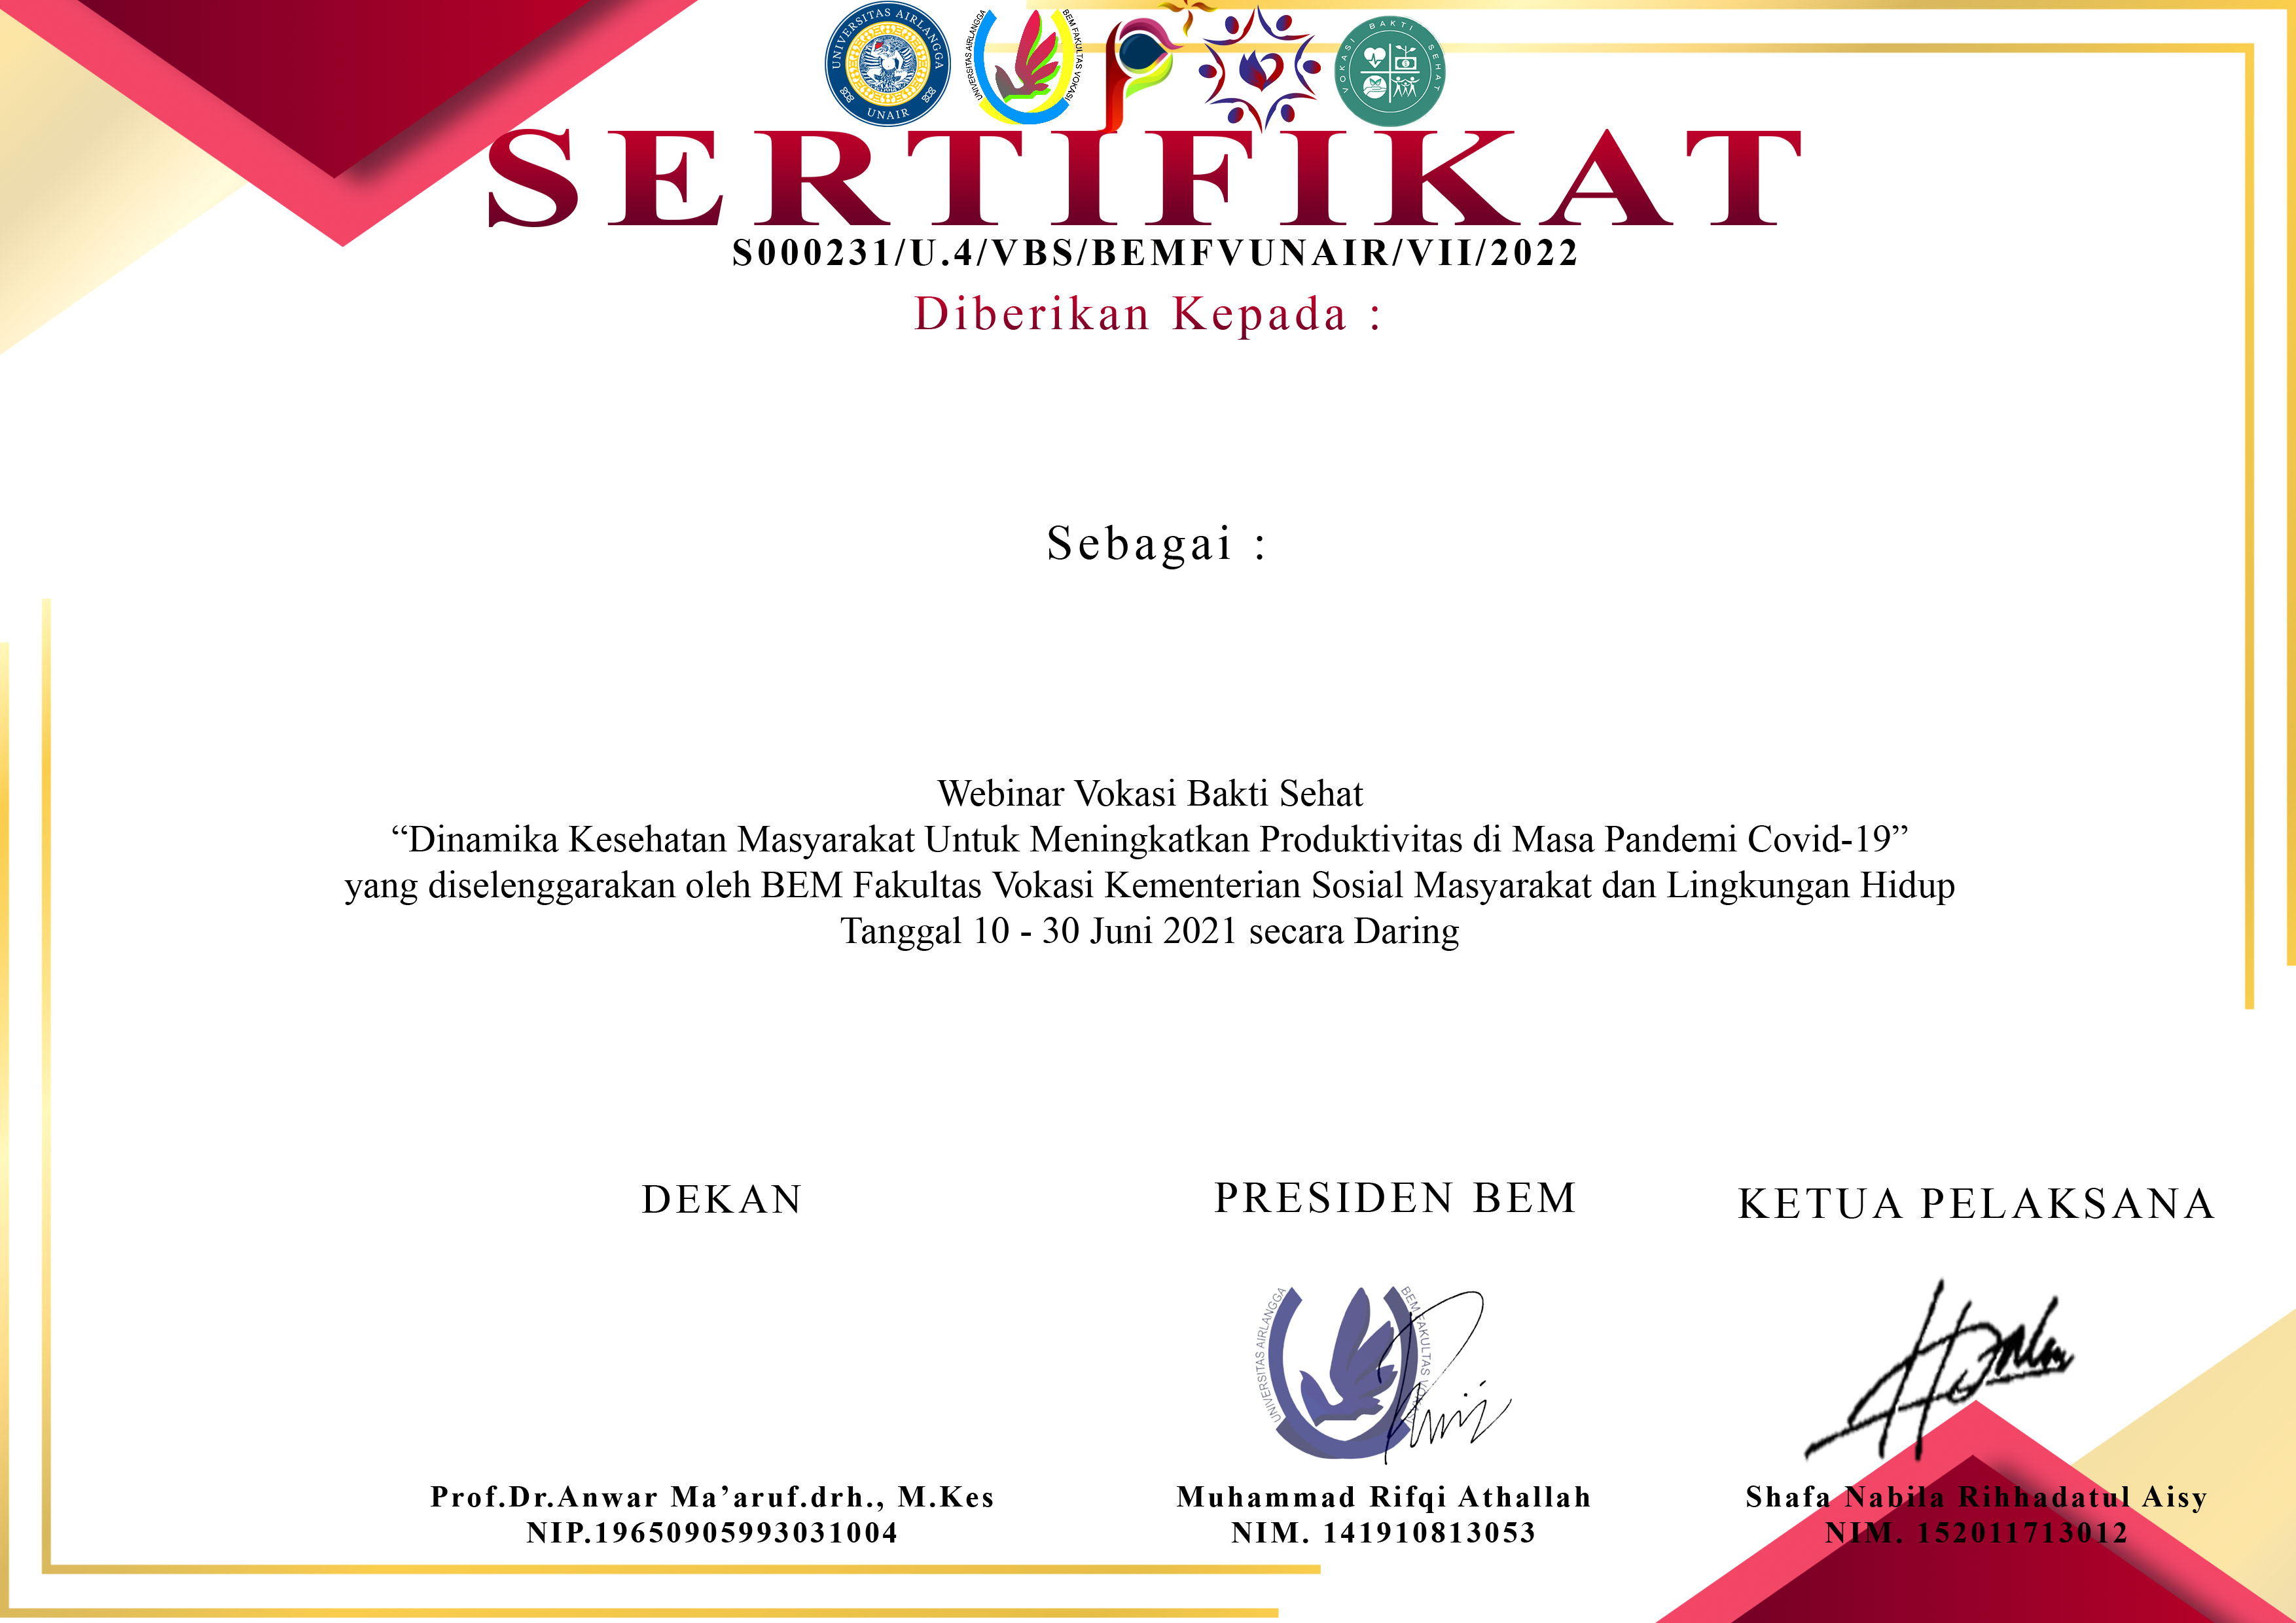 UNIVERSITAS AIRLANGGA
UNAIR
UNIVERSITAS AIRLANGGA
BEM FAKULTAS VOKASI
VOKASI BAKTI SEHAT
SERTIFIKAT
S000231/U.4/VBS/BEMFVUNAIR/VII/2022
Diberikan Kepada :
Sebagai :
Webinar Vokasi Bakti Sehat
“Dinamika Kesehatan Masyarakat Untuk Meningkatkan Produktivitas di Masa Pandemi Covid-19”
yang diselenggarakan oleh BEM Fakultas Vokasi Kementerian Sosial Masyarakat dan Lingkungan Hidup
Tanggal 10 - 30 Juni 2021 secara Daring
DEKAN
PRESIDEN BEM
KETUA PELAKSANA
UNIVERSITAS AIRLANGGA
BEM FAKULTAS VOKASI
Prof.Dr.Anwar Ma’aruf.drh., M.Kes
NIP.19650905993031004
Muhammad Rifqi Athallah
NIM. 141910813053
Shafa Nabila Rihhadatul Aisy
NIM. 152011713012